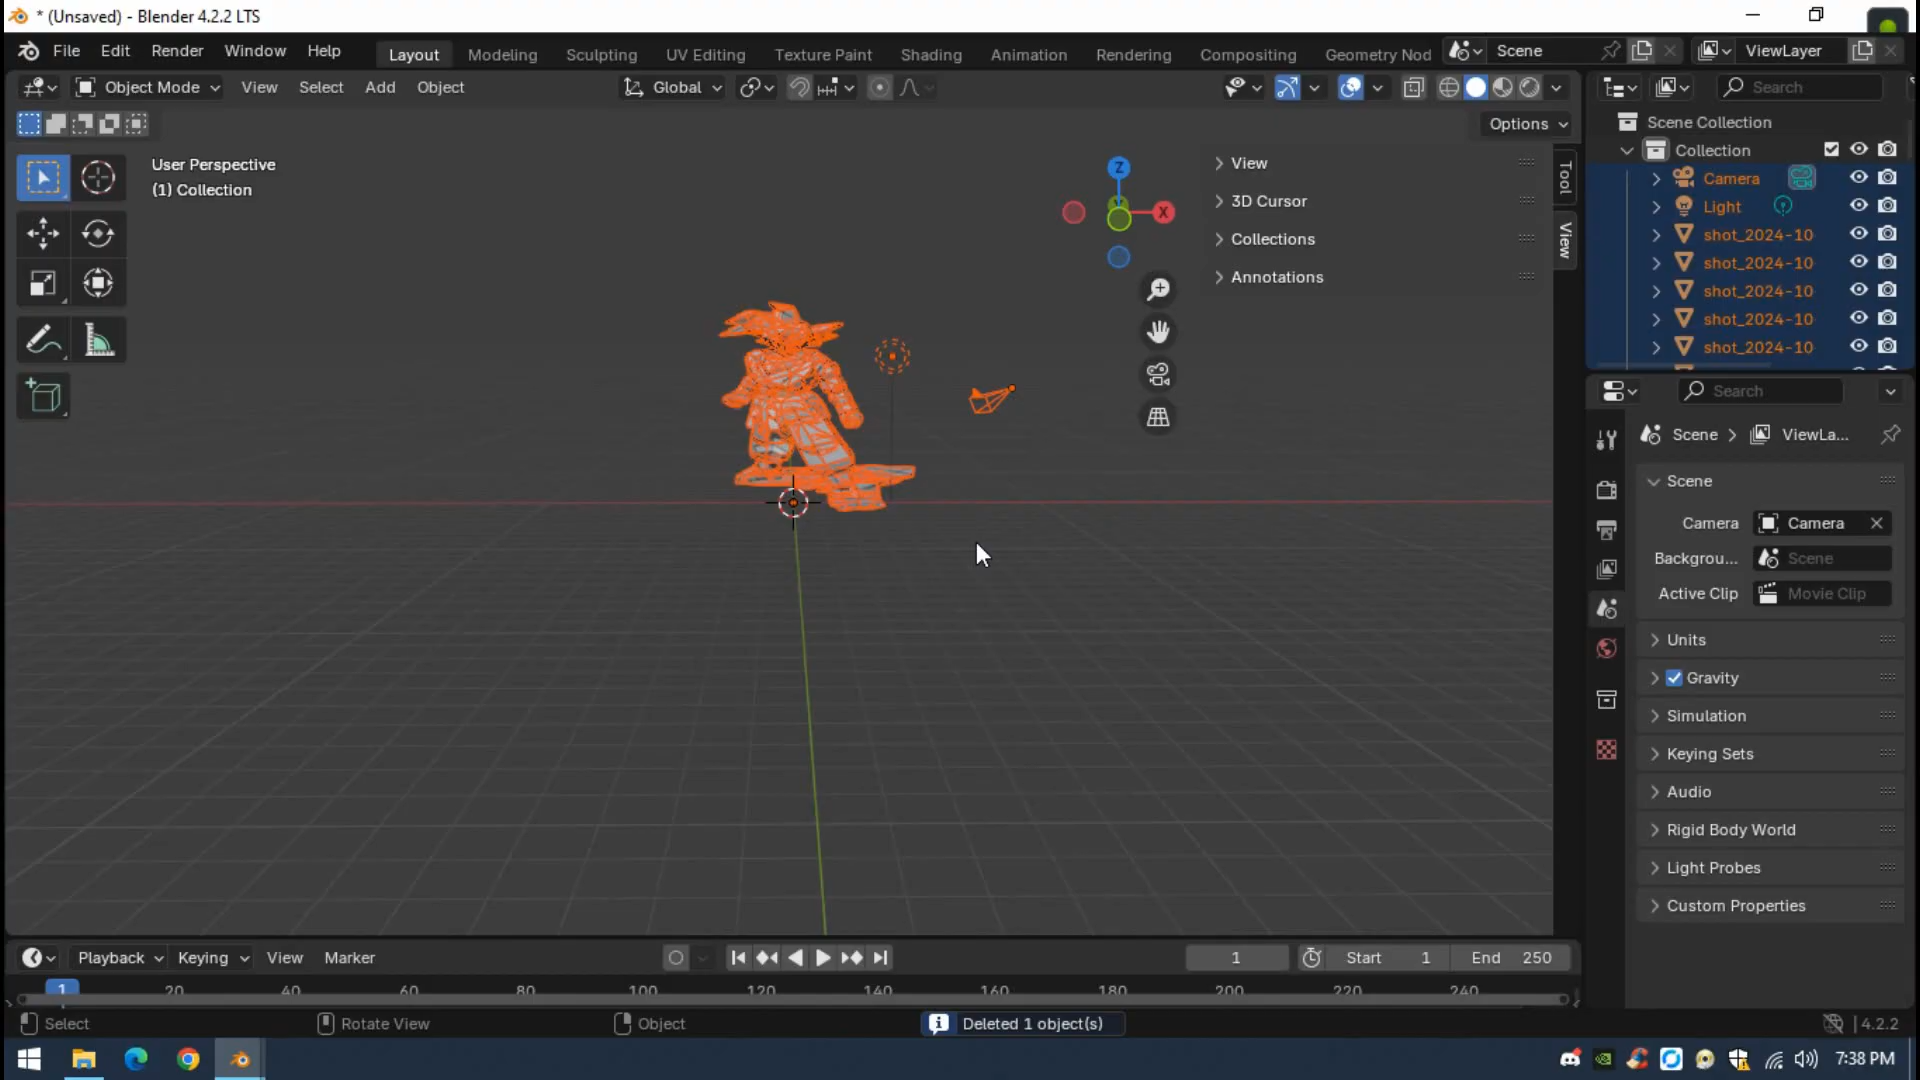 * (Unsaved) - Blender 4.2.2 LTS
File Edit Render Window Help Layout Modeling Sculpting UV Editing Texture Paint Shading Animation Rendering Compositing Geometry Nod Scene ViewLayer
Object Mode View Select Add Object Global Search
Options
User Perspective
(1) Collection
Z
X
View
3D Cursor
Collections
Annotations
Tool
View
Scene Collection
Collection
Camera
Light
shot_2024-10
shot_2024-10
shot_2024-10
shot_2024-10
shot_2024-10
Search
Scene ViewLa...
Scene
Camera Camera
Backgrou... Scene
Active Clip Movie Clip
Units
Gravity
Simulation
Keying Sets
Audio
Rigid Body World
Light Probes
Custom Properties
Playback Keying View Marker 1 Start 1 End 250
1 20 40 60 80 100 120 140 160 180 200 220 240
Select Rotate View Object Deleted 1 object(s) 4.2.2
7:38 PM